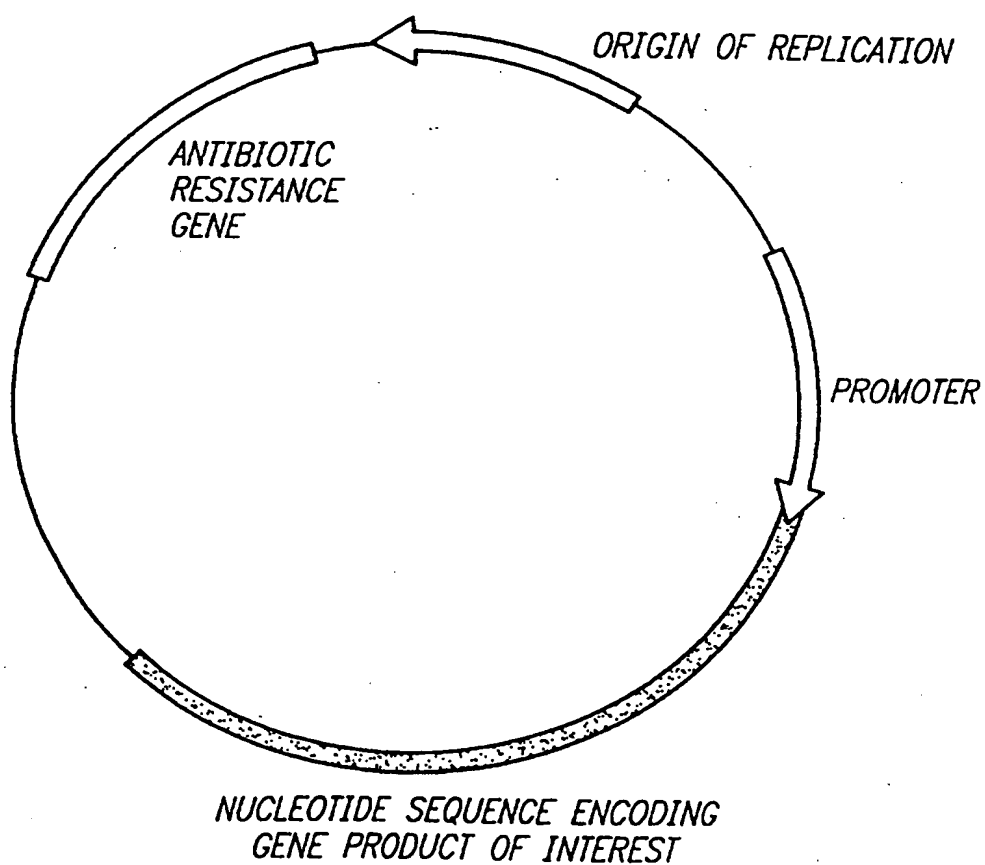 ORIGIN OF REPLICATION
ANTIBIOTIC
RESISTANCE
GENE
PROMOTER
NUCLEOTIDE SEQUENCE ENCODING
GENE PRODUCT OF INTEREST